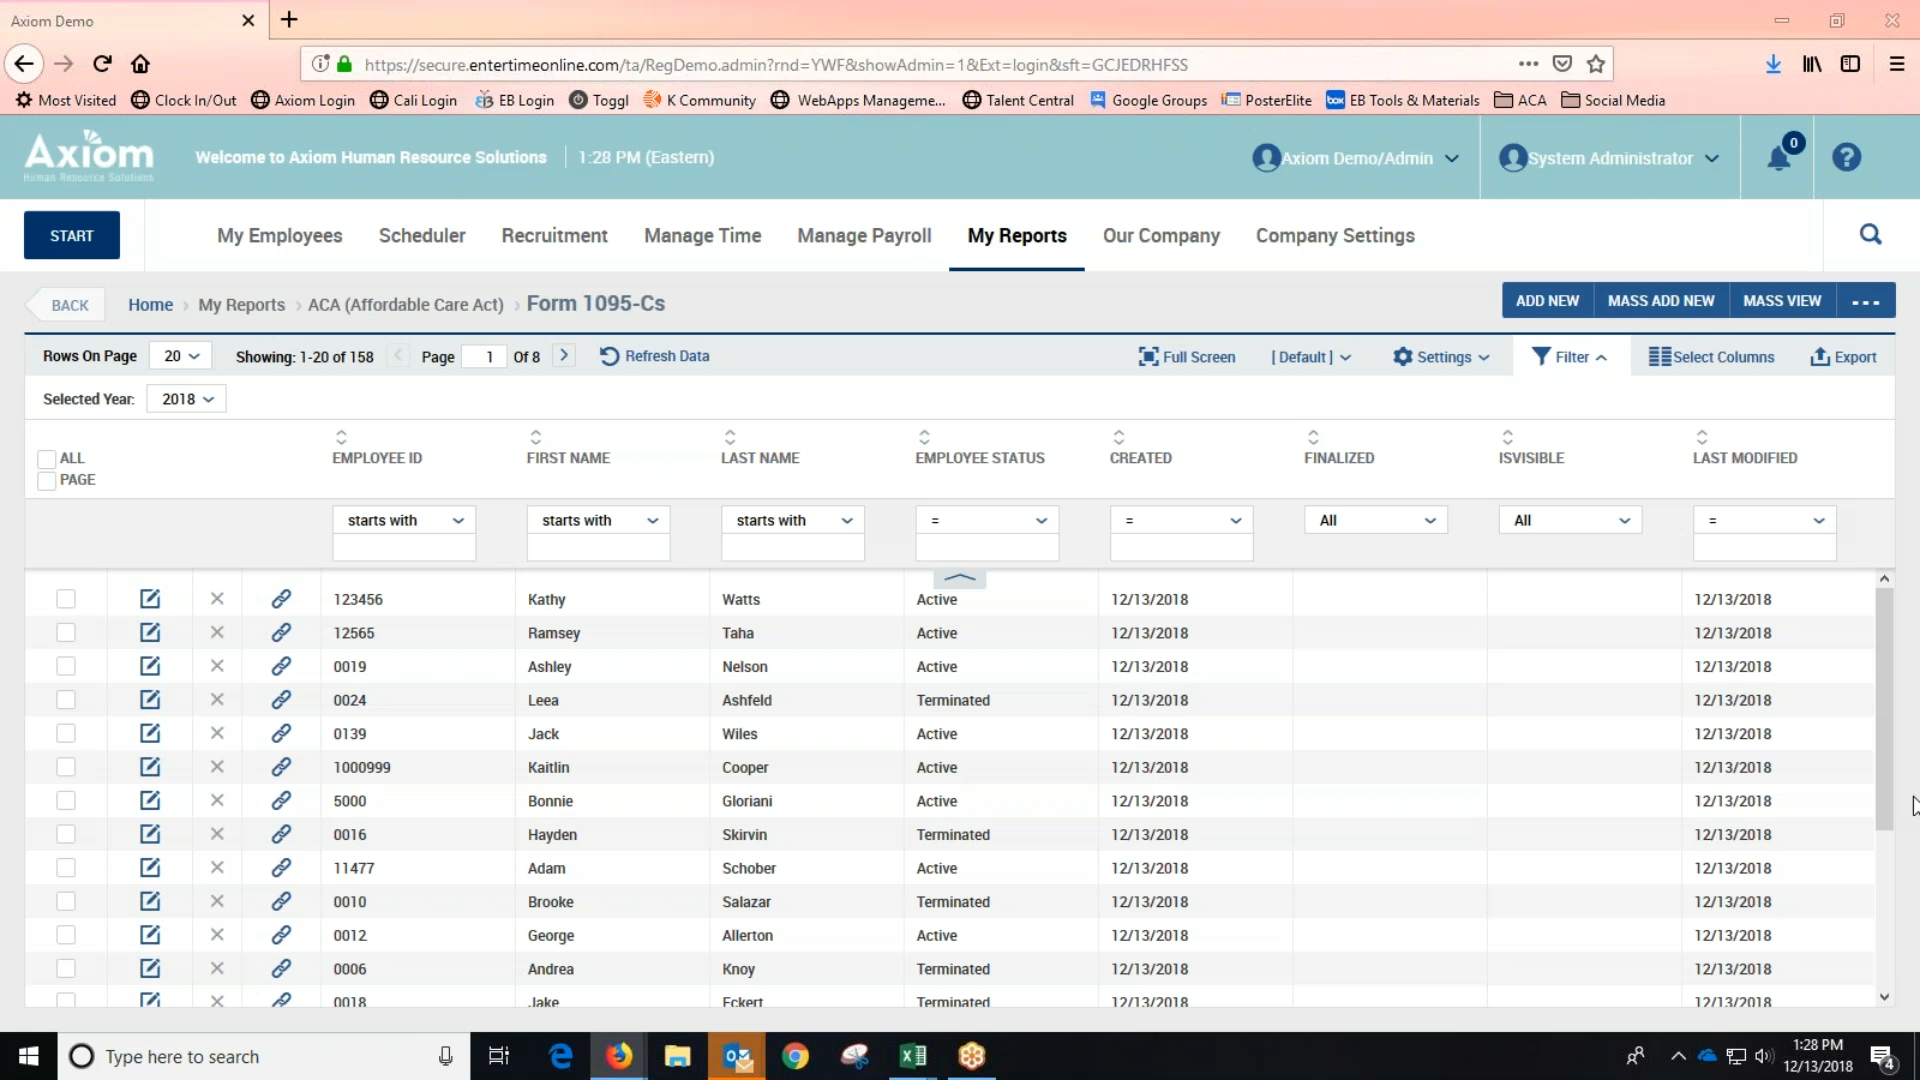 Axiom Demo
https://secure.entertimeonline.com/ta/RegDemo.admin?rnd=YWF&showAdmin=1&Ext=login&sft=GCJEDRHFSS
Most Visited Clock In/Out Axiom Login Cali Login EB Login Toggl K Community WebApps Manageme... Talent Central Google Groups PosterElite box EB Tools & Materials ACA Social Media
Axiom
Human Resource Solutions
Welcome to Axiom Human Resource Solutions 1:28 PM (Eastern) Axiom Demo/Admin System Administrator 0 ?
START My Employees Scheduler Recruitment Manage Time Manage Payroll My Reports Our Company Company Settings
BACK Home › My Reports › ACA (Affordable Care Act) › Form 1095-Cs ADD NEW MASS ADD NEW MASS VIEW ...
Rows On Page 20 Showing: 1-20 of 158 Page 1 Of 8 Refresh Data Full Screen [ Default ] Settings Filter Select Columns Export
Selected Year: 2018
ALL
PAGE
EMPLOYEE ID FIRST NAME LAST NAME EMPLOYEE STATUS CREATED FINALIZED ISVISIBLE LAST MODIFIED
starts with starts with starts with = = All All =
123456 Kathy Watts Active 12/13/2018 12/13/2018
12565 Ramsey Taha Active 12/13/2018 12/13/2018
0019 Ashley Nelson Active 12/13/2018 12/13/2018
0024 Leea Ashfeld Terminated 12/13/2018 12/13/2018
0139 Jack Wiles Active 12/13/2018 12/13/2018
1000999 Kaitlin Cooper Active 12/13/2018 12/13/2018
5000 Bonnie Gloriani Active 12/13/2018 12/13/2018
0016 Hayden Skirvin Terminated 12/13/2018 12/13/2018
11477 Adam Schober Active 12/13/2018 12/13/2018
0010 Brooke Salazar Terminated 12/13/2018 12/13/2018
0012 George Allerton Active 12/13/2018 12/13/2018
0006 Andrea Knoy Terminated 12/13/2018 12/13/2018
0018 Jake Eckert Terminated 12/13/2018 12/13/2018
Type here to search
1:28 PM
12/13/2018
4